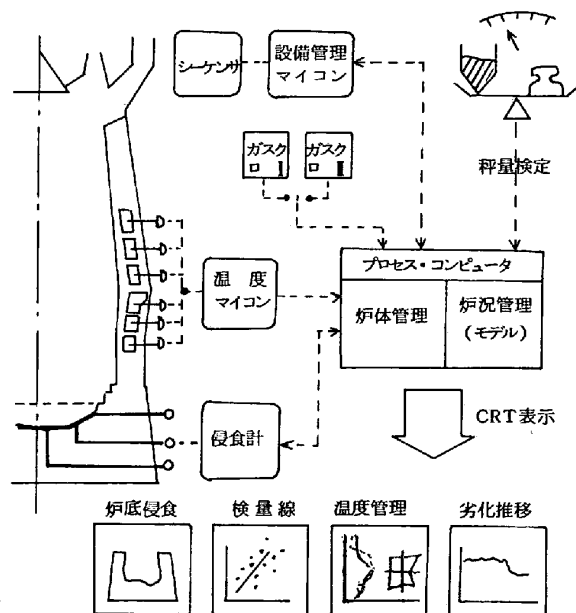 シーケンサ
設備管理
マイコン
ガスク
ロ I
ガスク
ロ II
秤量検定
プロセス・コンピュータ
炉体管理
炉況管理
(モデル)
温度
マイコン
侵食計
CRT表示
炉底侵食
検量線
温度管理
劣化推移